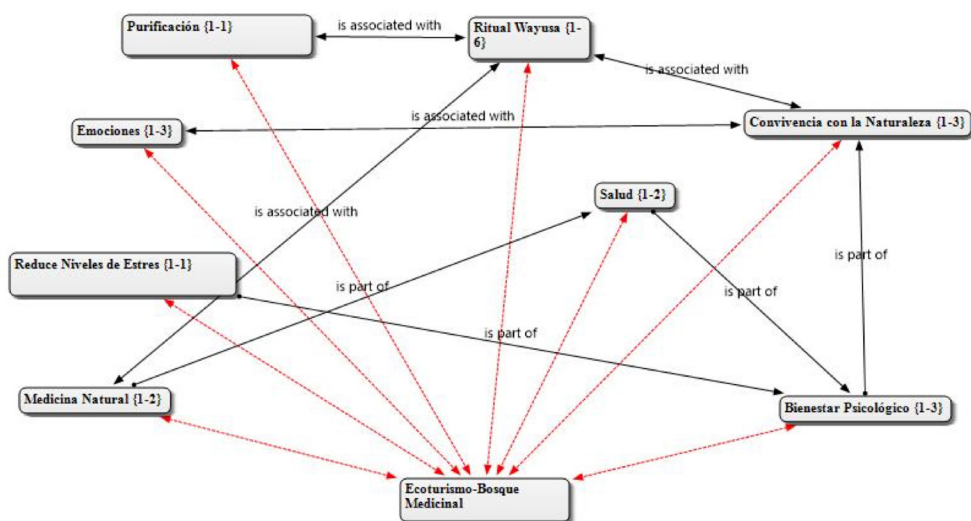 Purificación {1-1}
is associated with
Ritual Wayusa {1-
6}
is associated with
Emociones {1-3}
is associated with
Convivencia con la Naturaleza {1-3}
Salud {1-2}
is associated with
Reduce Niveles de Estres {1-1}
is part of
is part of
is part of
is part of
Medicina Natural {1-2}
Bienestar Psicológico {1-3}
Ecoturismo-Bosque
Medicinal